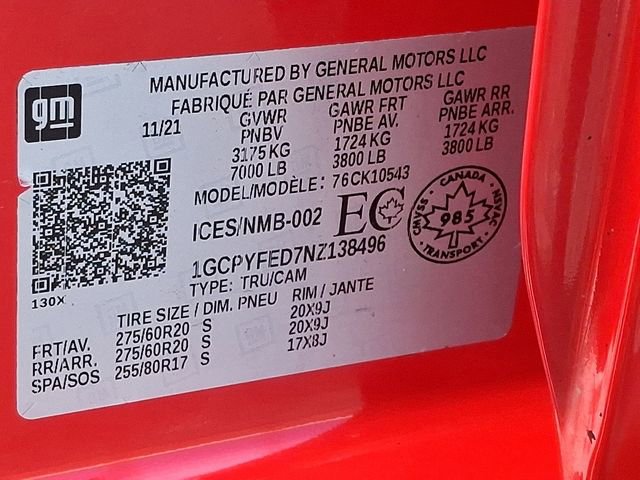 gm
MANUFACTURED BY GENERAL MOTORS LLC
FABRIQUÉ PAR GENERAL MOTORS LLC
11/21
GVWR GAWR FRT GAWR RR
PNBV PNBE AV. PNBE ARR.
3175 KG 1724 KG 1724 KG
7000 LB 3800 LB 3800 LB
MODEL/MODÈLE: 76CK10543
ICES/NMB-002 EC
CANADA
985
TRANSPORT
CMVSS
NSVAC
1GCPYFED7NZ138496
TYPE: TRU/CAM
130X
TIRE SIZE / DIM. PNEU RIM / JANTE
FRT/AV. 275/60R20 S 20X9J
RR/ARR. 275/60R20 S 20X9J
SPA/SOS 255/80R17 S 17X8J